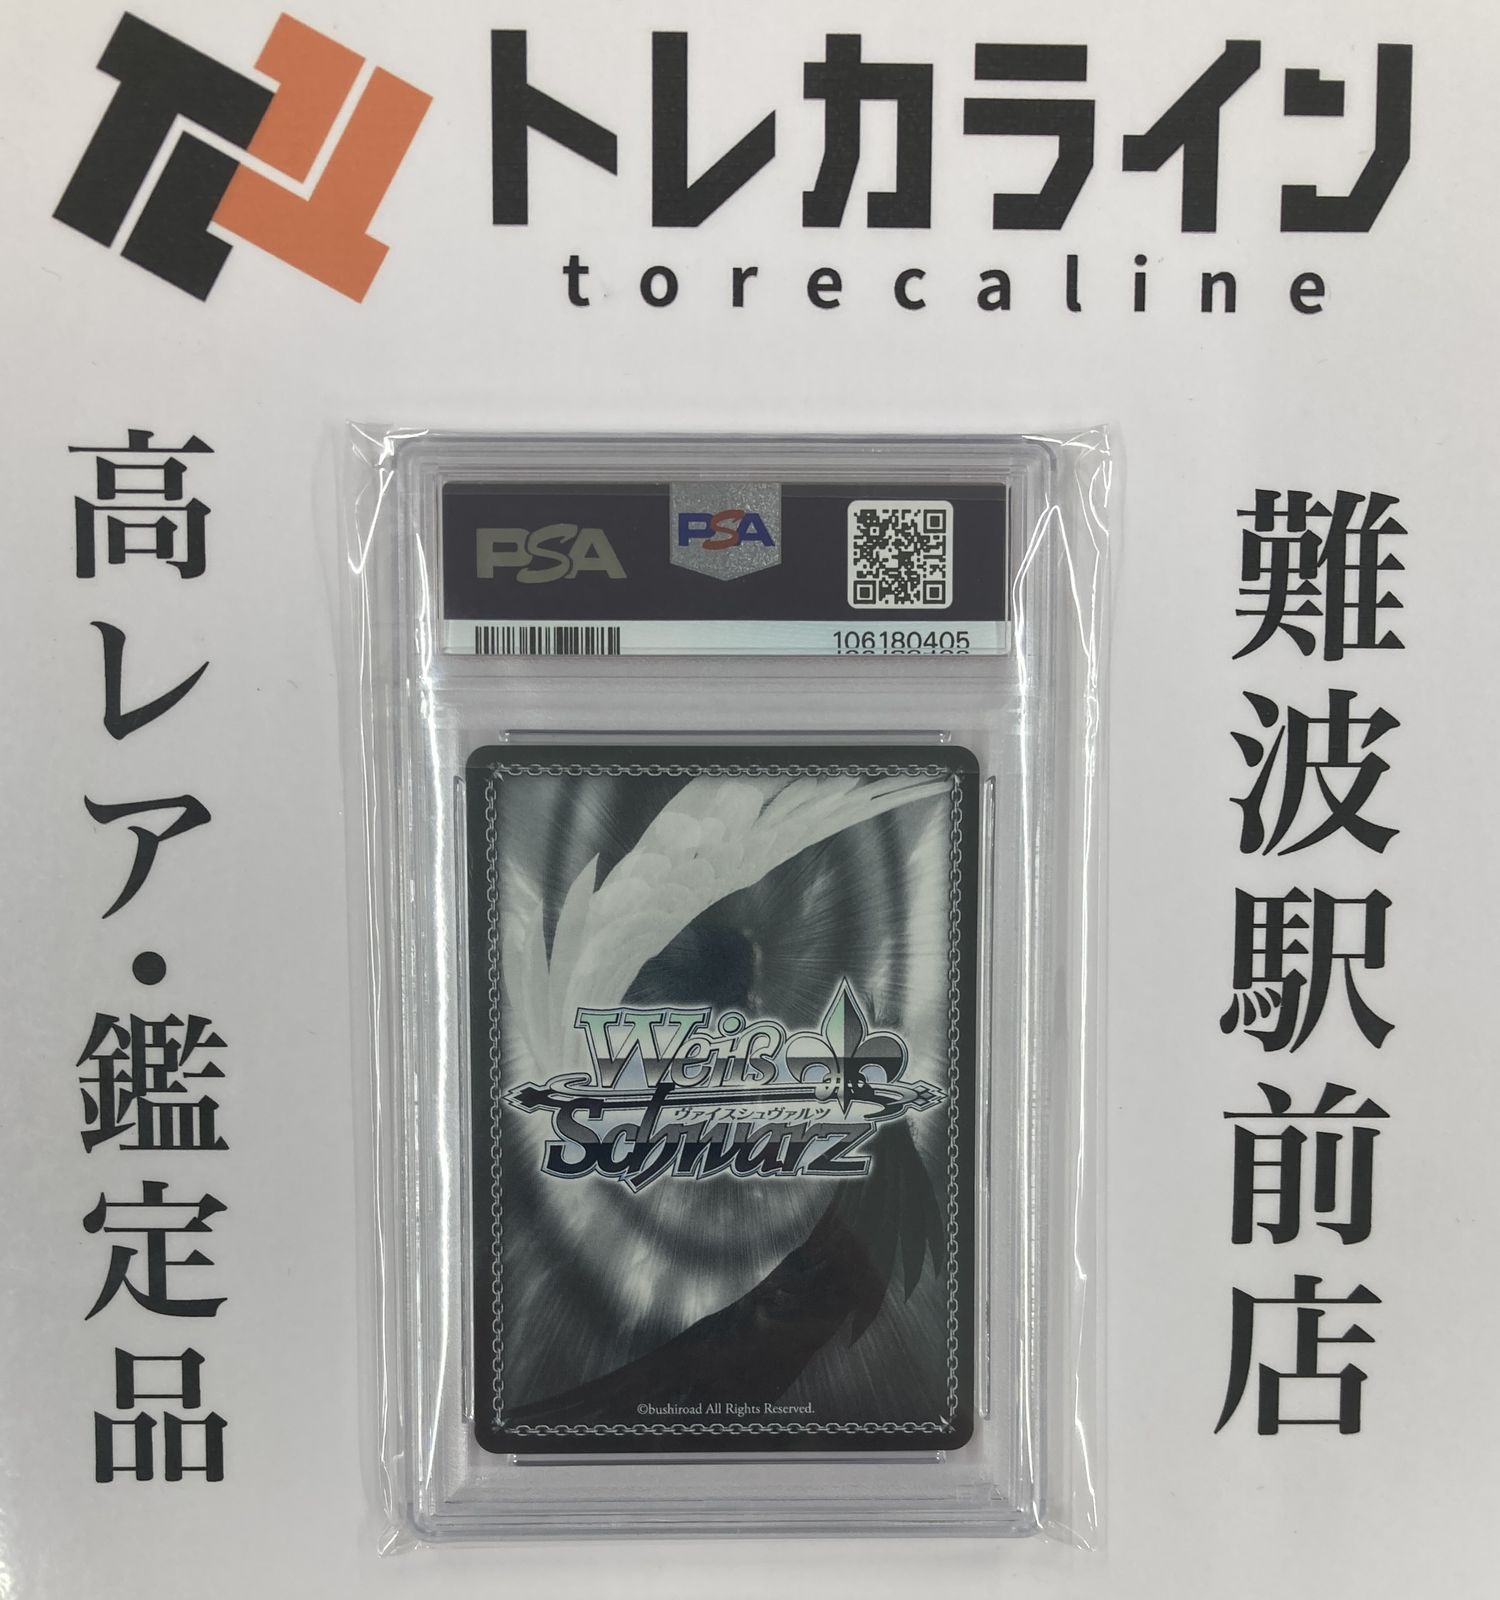 トレカライン
torecaline
高レア・鑑定品
難波駅前店
PSA
PSA
106180405
Weiß
ヴァイスシュヴァルツ
Schwarz
©bushiroad All Rights Reserved.